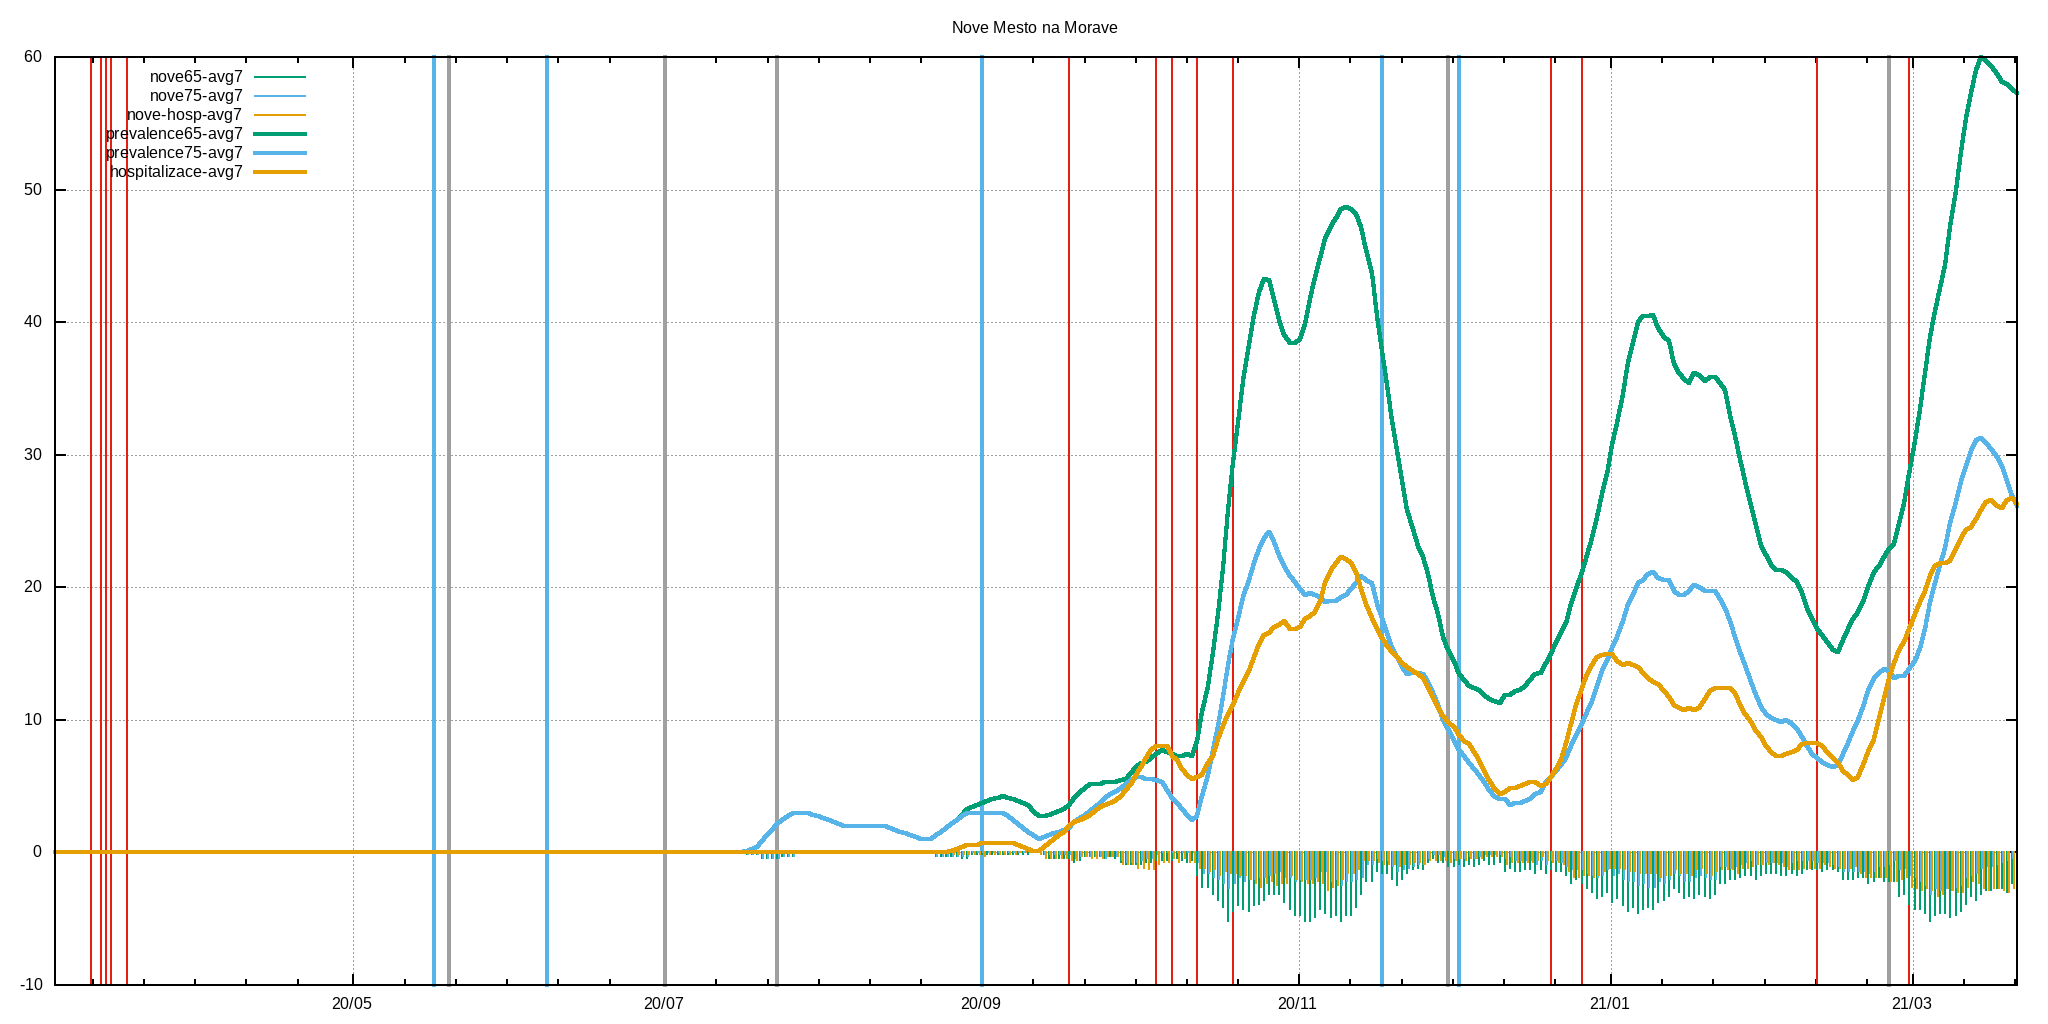 Nove Mesto na Morave
60
nove65-avg7
nove75-avg7
nove-hosp-avg7
prevalence65-avg7
prevalence75-avg7
hospitalizace-avg7
50
40
30
20
10
0
-10
20/05 20/07 20/09 20/11 21/01 21/03